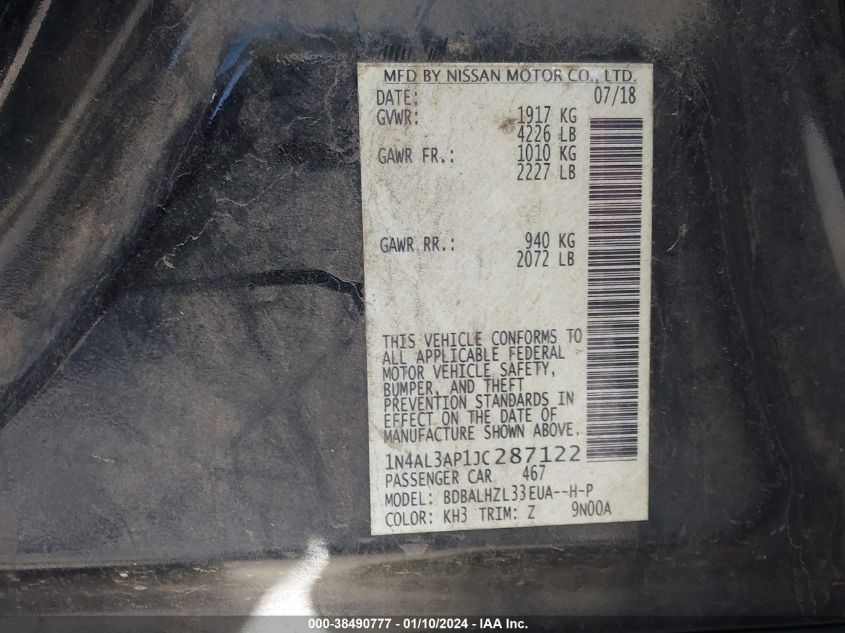 MFD BY NISSAN MOTOR CO., LTD.
DATE: 07/18
GVWR: 1917 KG
4226 LB
GAWR FR.: 1010 KG
2227 LB
GAWR RR.: 940 KG
2072 LB
THIS VEHICLE CONFORMS TO
ALL APPLICABLE FEDERAL
MOTOR VEHICLE SAFETY,
BUMPER, AND THEFT
PREVENTION STANDARDS IN
EFFECT ON THE DATE OF
MANUFACTURE SHOWN ABOVE.
1N4AL3AP1JC287122
PASSENGER CAR 467
MODEL: BDBALHZL33EUA--H-P
COLOR: KH3 TRIM: Z 9N00A
000-38490777 - 01/10/2024 - IAA Inc.